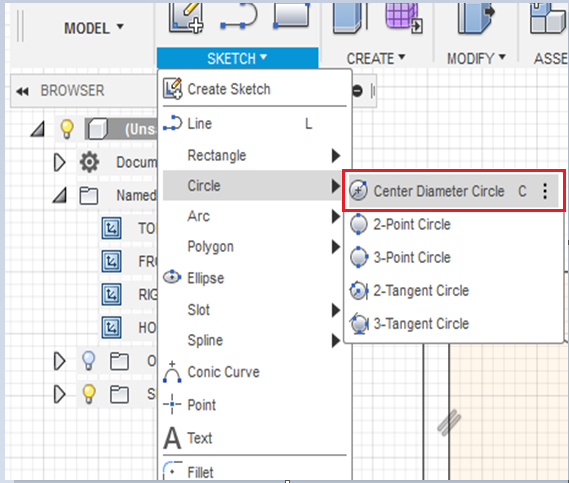 MODEL
SKETCH
CREATE
MODIFY
ASSE
BROWSER
(Uns
Docum
Named
TO
FRO
RIG
HO
O
S
Create Sketch
Line L
Rectangle
Circle
Arc
Polygon
Ellipse
Slot
Spline
Conic Curve
Point
Text
Fillet
Center Diameter Circle C
2-Point Circle
3-Point Circle
2-Tangent Circle
3-Tangent Circle